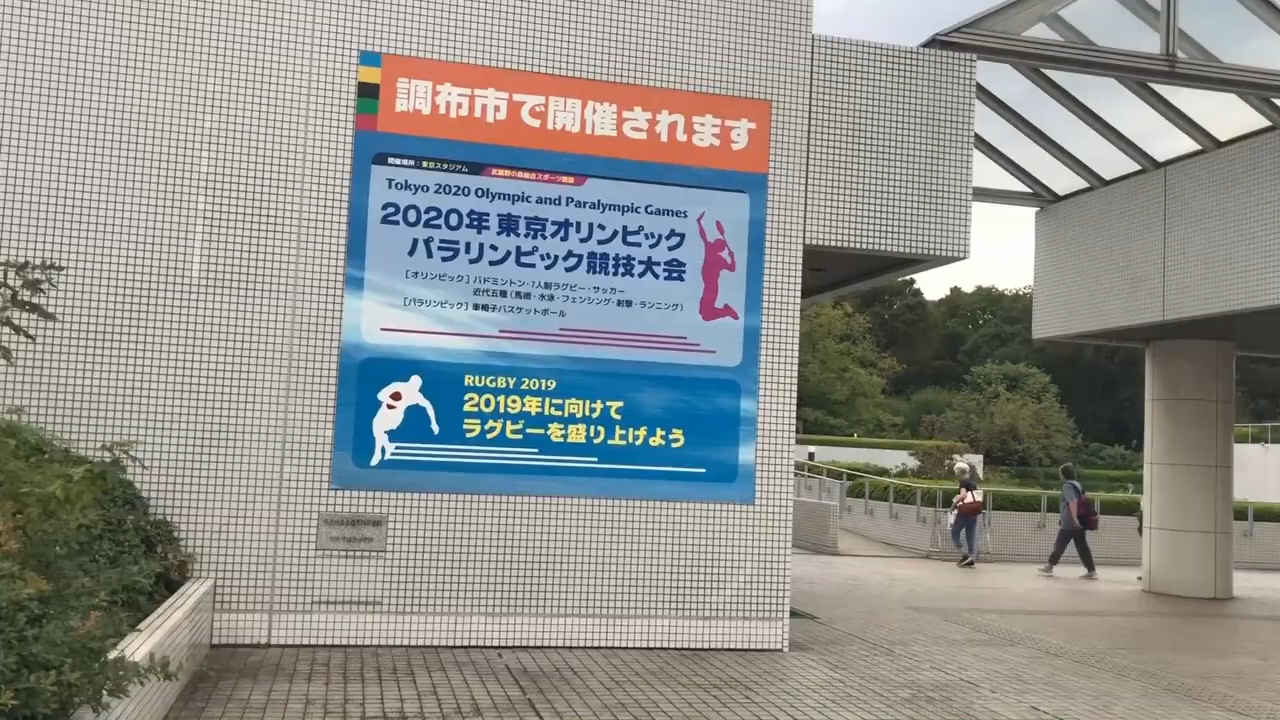 調布市で開催されます
開催場所：東京スタジアム
武蔵野の森総合スポーツ施設
Tokyo 2020 Olympic and Paralympic Games
2020年 東京オリンピック
パラリンピック競技大会
［オリンピック］バドミントン・7人制ラグビー・サッカー
近代五種（馬術・水泳・フェンシング・射撃・ランニング）
［パラリンピック］車椅子バスケットボール
RUGBY 2019
2019年に向けて
ラグビーを盛り上げよう